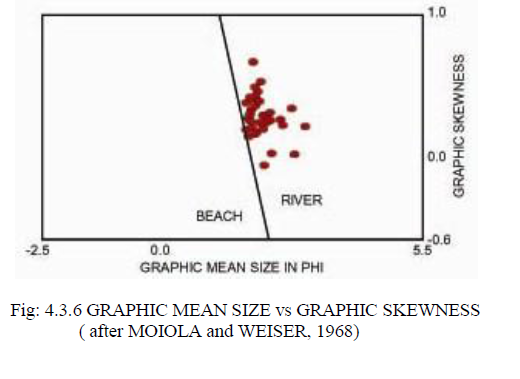 1.0
GRAPHIC SKEWNESS
0.0
RIVER
BEACH
-0.6
-2.5
0.0
5.5
GRAPHIC MEAN SIZE IN PHI
Fig: 4.3.6 GRAPHIC MEAN SIZE vs GRAPHIC SKEWNESS
( after MOIOLA and WEISER, 1968)